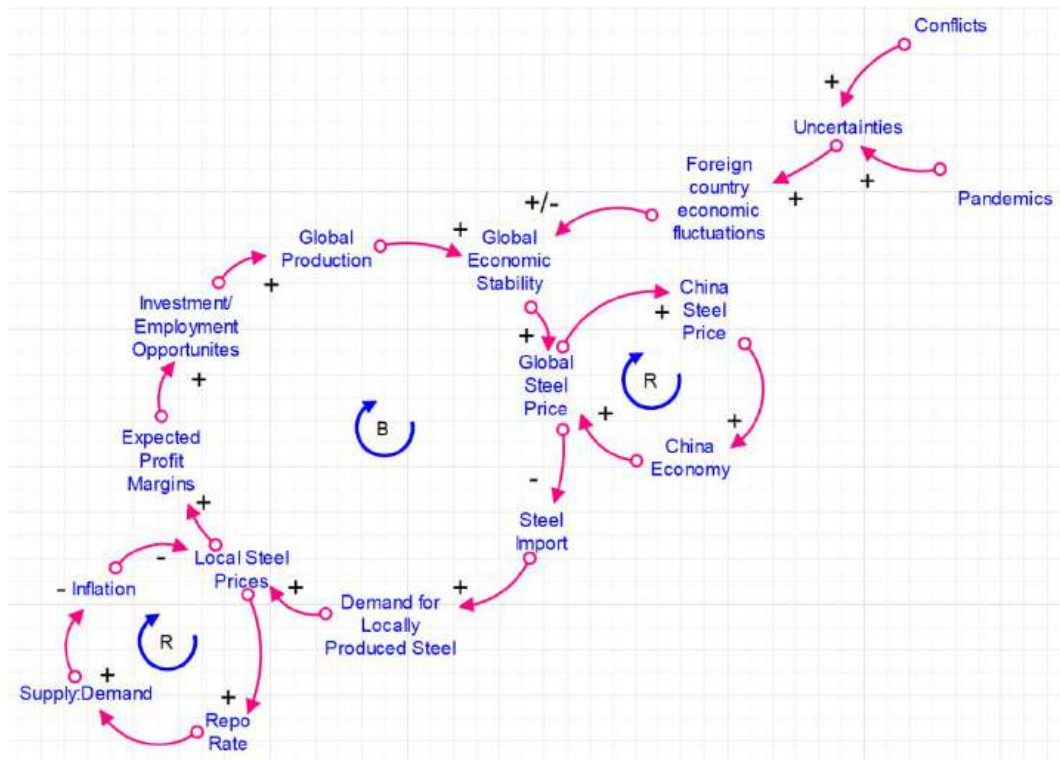 Conflicts
+
Uncertainties
+
Pandemics
Foreign
country
economic
fluctuations
+
+/-
Global
Economic
Stability
+
Global
Production
+
Investment/
Employment
Opportunites
+
Expected
Profit
Margins
+
China
Steel
Price
+
+
Global
Steel
Price
R
+
+
China
Economy
B
-
Steel
Import
+
Demand for
Locally
Produced Steel
+
Local Steel
Prices
-
- Inflation
R
+
Supply:Demand
+
Repo
Rate